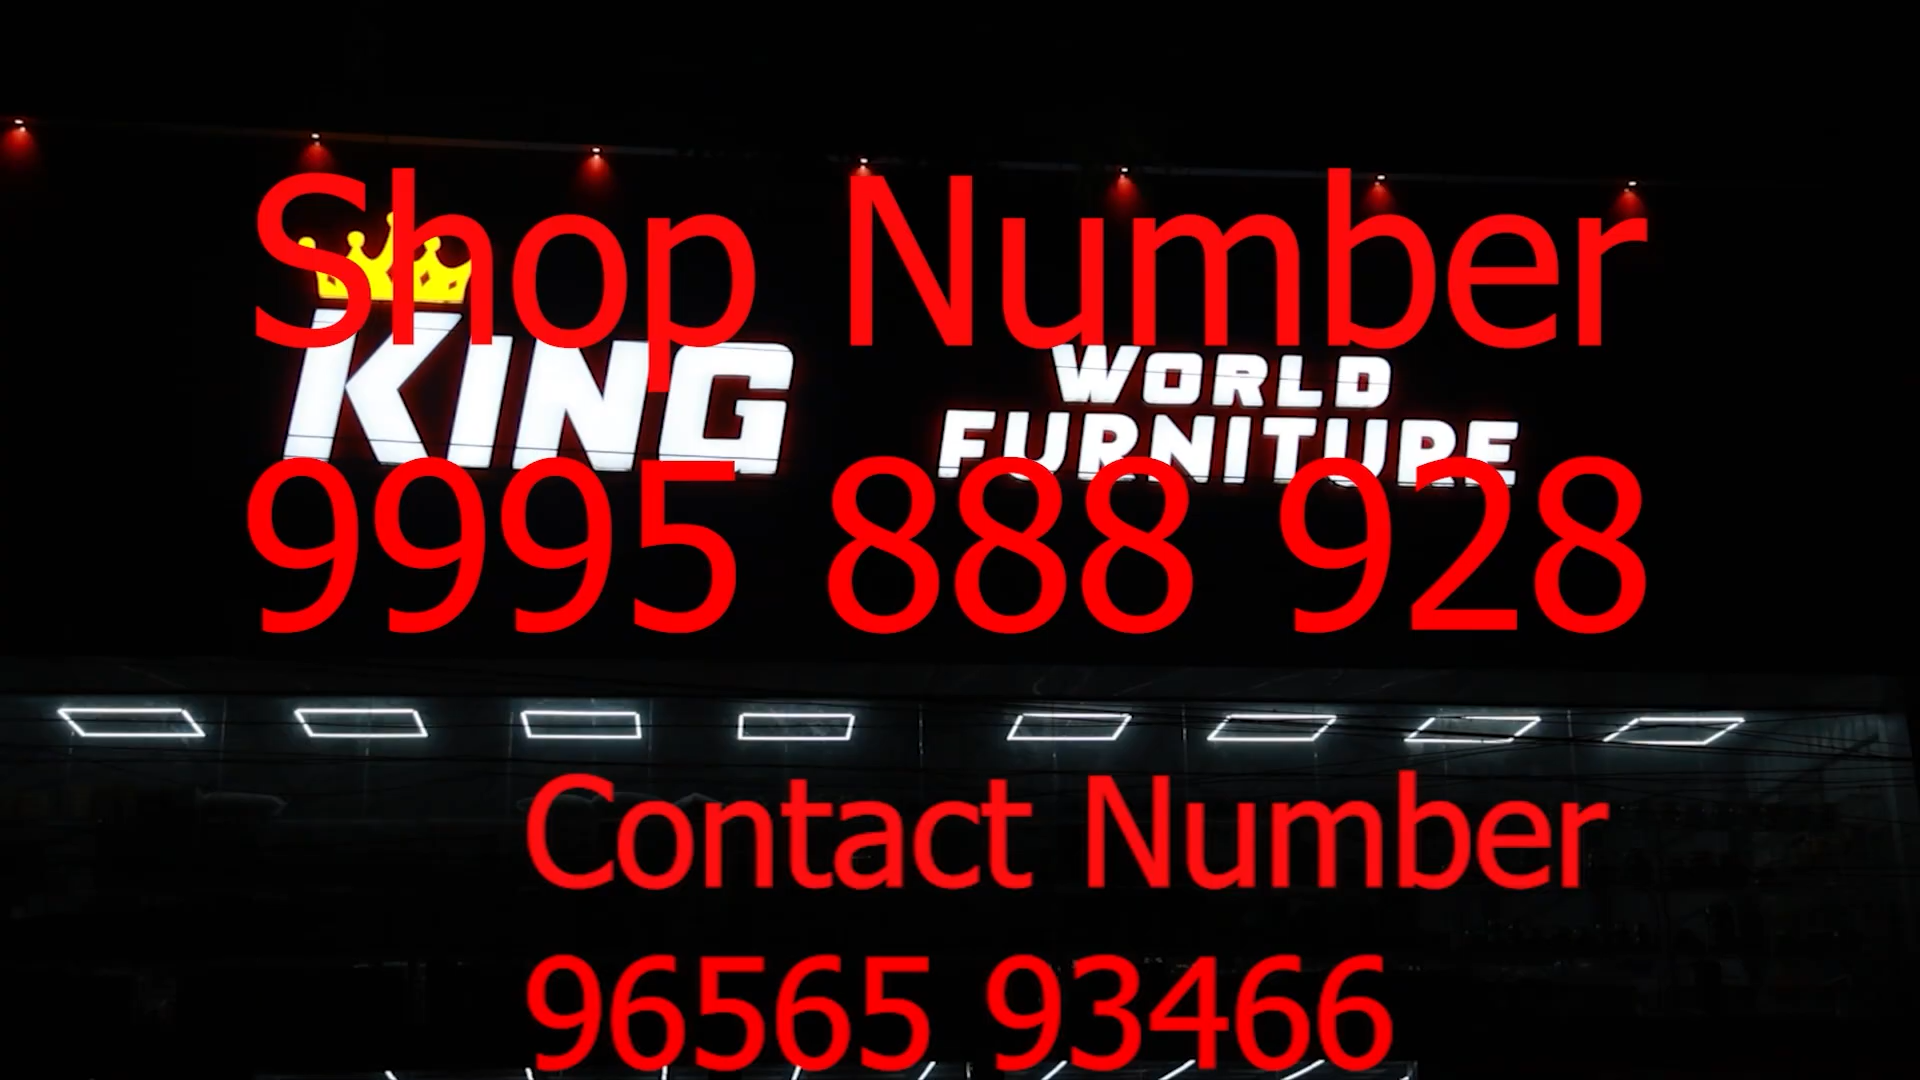 Shop Number
KING
WORLD
FURNITURE
9995 888 928
Contact Number
96565 93466